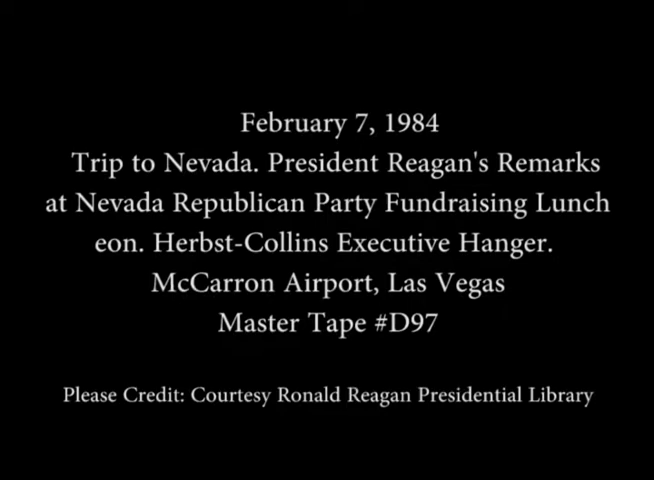 February 7, 1984
Trip to Nevada. President Reagan's Remarks
at Nevada Republican Party Fundraising Lunch
eon. Herbst-Collins Executive Hanger.
McCarron Airport, Las Vegas
Master Tape #D97
Please Credit: Courtesy Ronald Reagan Presidential Library